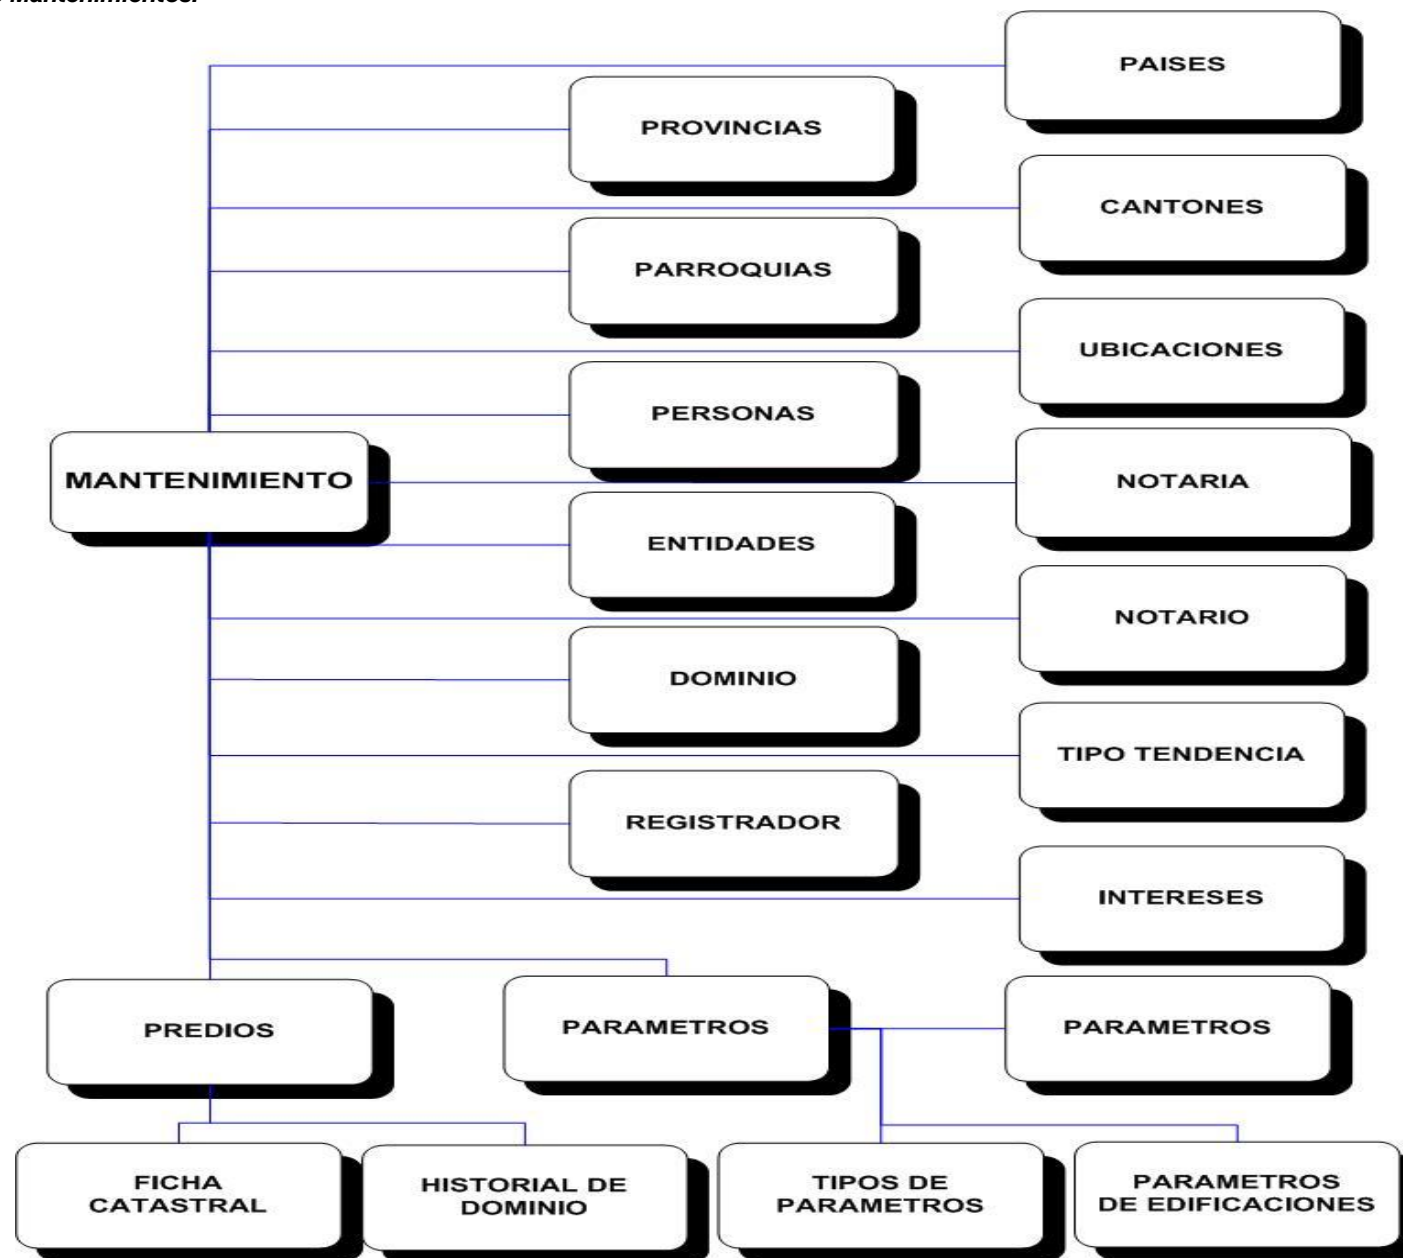 Mantenimientos.
PAISES
PROVINCIAS
CANTONES
PARROQUIAS
UBICACIONES
PERSONAS
MANTENIMIENTO
NOTARIA
ENTIDADES
NOTARIO
DOMINIO
TIPO TENDENCIA
REGISTRADOR
INTERESES
PREDIOS
PARAMETROS
PARAMETROS
FICHA
CATASTRAL
HISTORIAL DE
DOMINIO
TIPOS DE
PARAMETROS
PARAMETROS
DE EDIFICACIONES